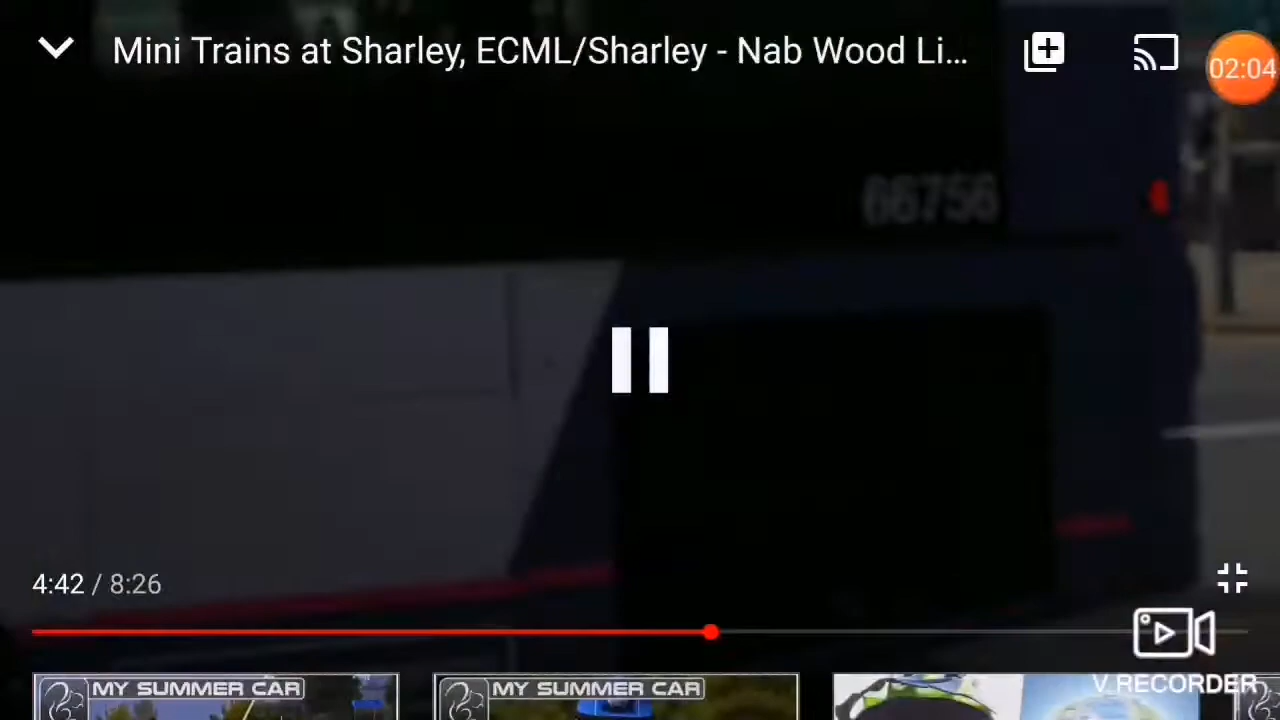 Mini Trains at Sharley, ECML/Sharley - Nab Wood Li...
02:04
66756
4:42 / 8:26
MY SUMMER CAR
MY SUMMER CAR
V.RECORDER